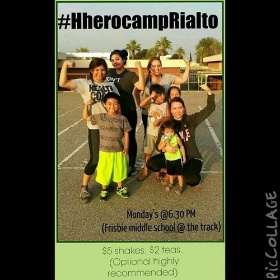 #HherocampRialto
Monday's @6:30 PM
(Frisbie middle school @ the track)
$5 shakes. $2 teas.
(Optional highly
recommended)
PicCOLLAGE